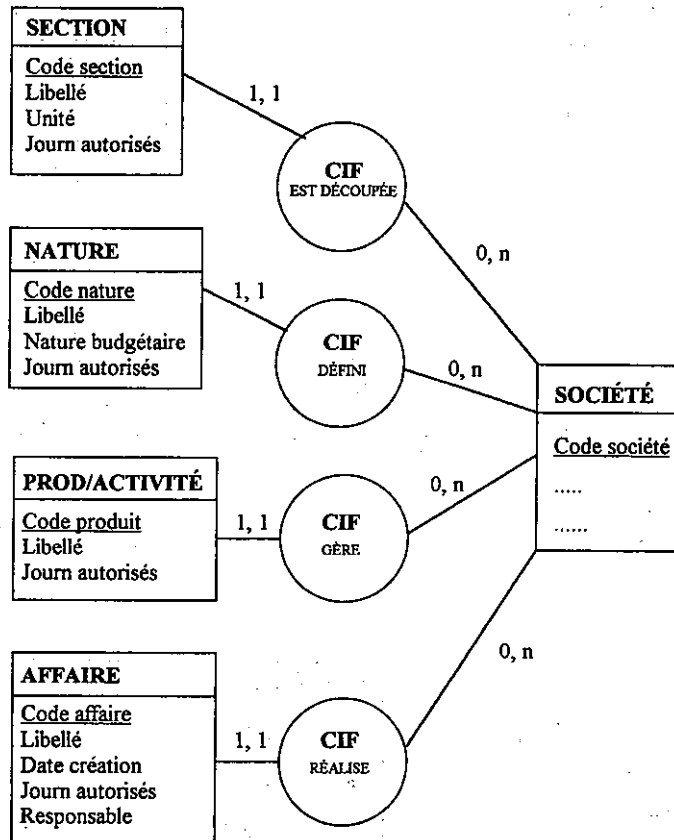 SECTION
Code section
Libellé
Unité
Journ autorisés
1, 1
CIF
EST DÉCOUPÉE
0, n
NATURE
Code nature
Libellé
Nature budgétaire
Journ autorisés
1, 1
CIF
DÉFINI
0, n
SOCIÉTÉ
Code société
.....
......
PROD/ACTIVITÉ
Code produit
Libellé
Journ autorisés
1, 1
CIF
GÈRE
0, n
AFFAIRE
Code affaire
Libellé
Date création
Journ autorisés
Responsable
1, 1
CIF
RÉALISE
0, n